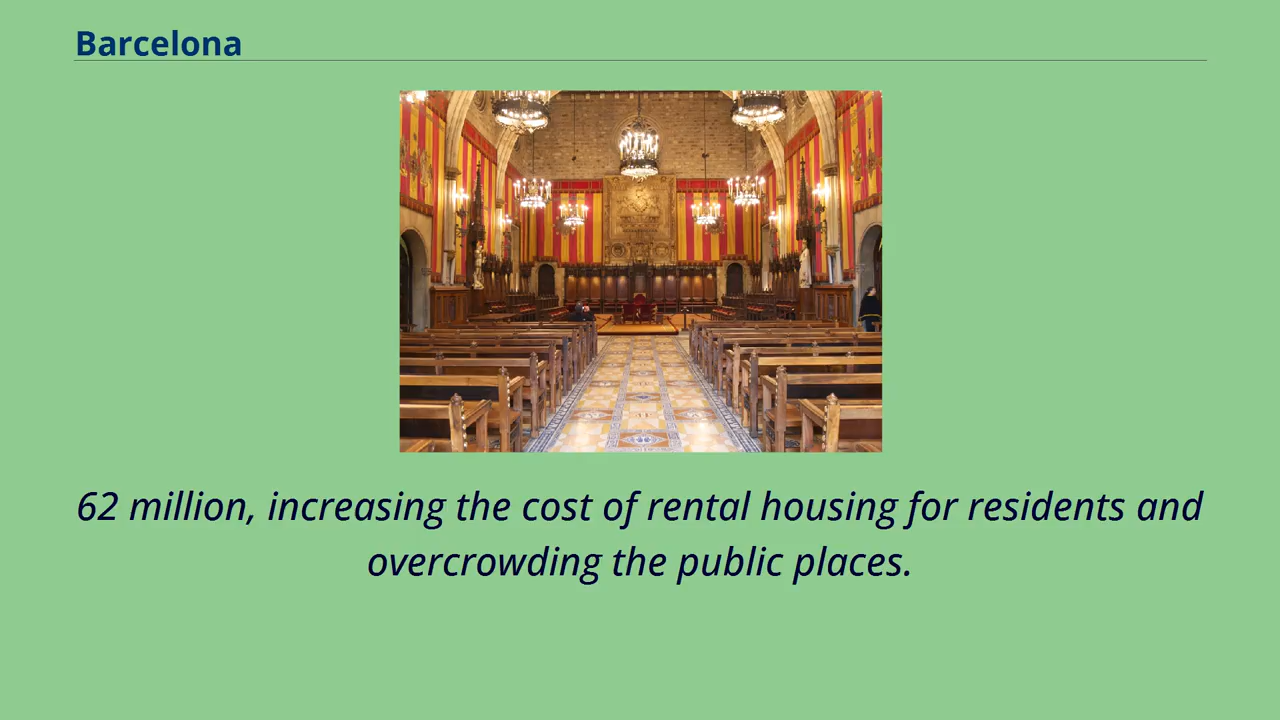 Barcelona
62 million, increasing the cost of rental housing for residents and
overcrowding the public places.